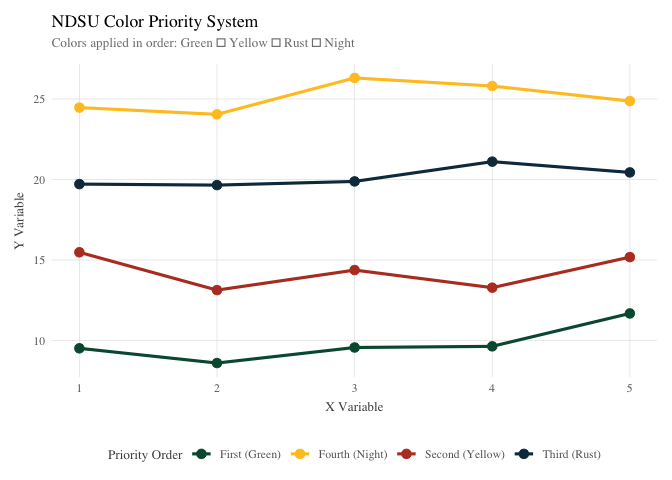 NDSU Color Priority System
Colors applied in order: Green □ Yellow □ Rust □ Night
25
20
15
10
Y Variable
1 2 3 4 5
X Variable
Priority Order First (Green) Fourth (Night) Second (Yellow) Third (Rust)